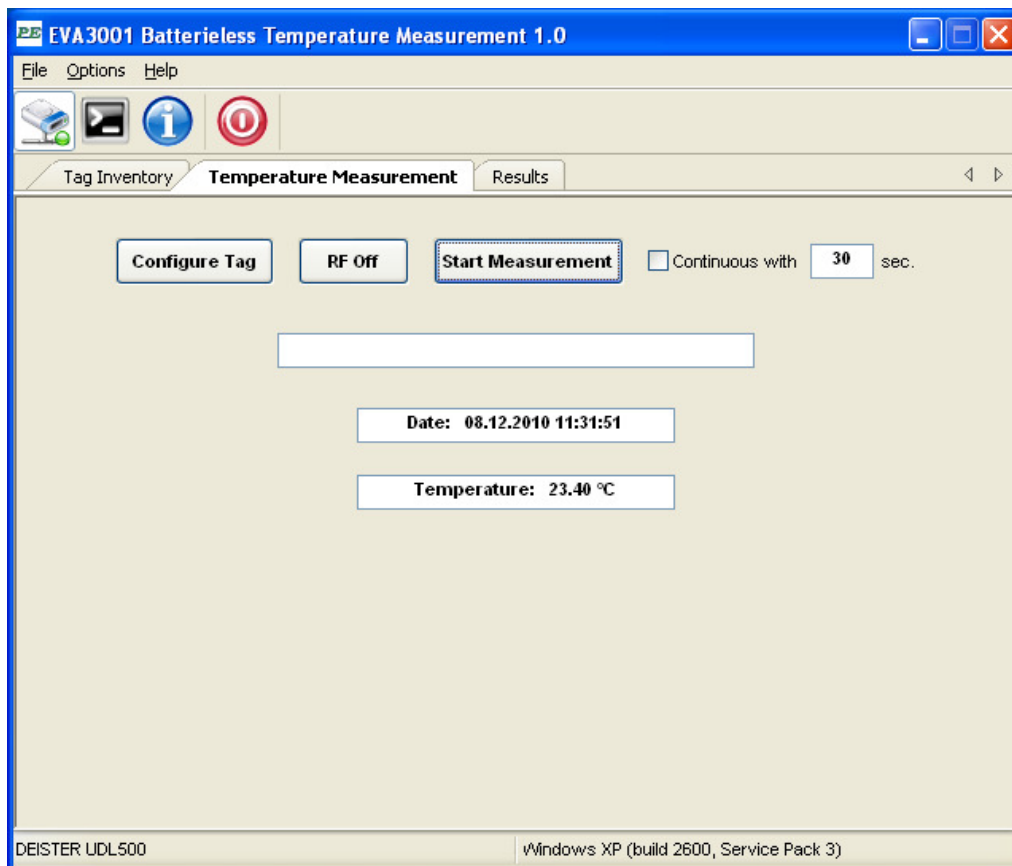 PE EVA3001 Batterieless Temperature Measurement 1.0
File Options Help
Tag Inventory Temperature Measurement Results
Configure Tag RF Off Start Measurement Continuous with 30 sec.
Date: 08.12.2010 11:31:51
Temperature: 23.40 °C
DEISTER UDL500 Windows XP (build 2600, Service Pack 3)